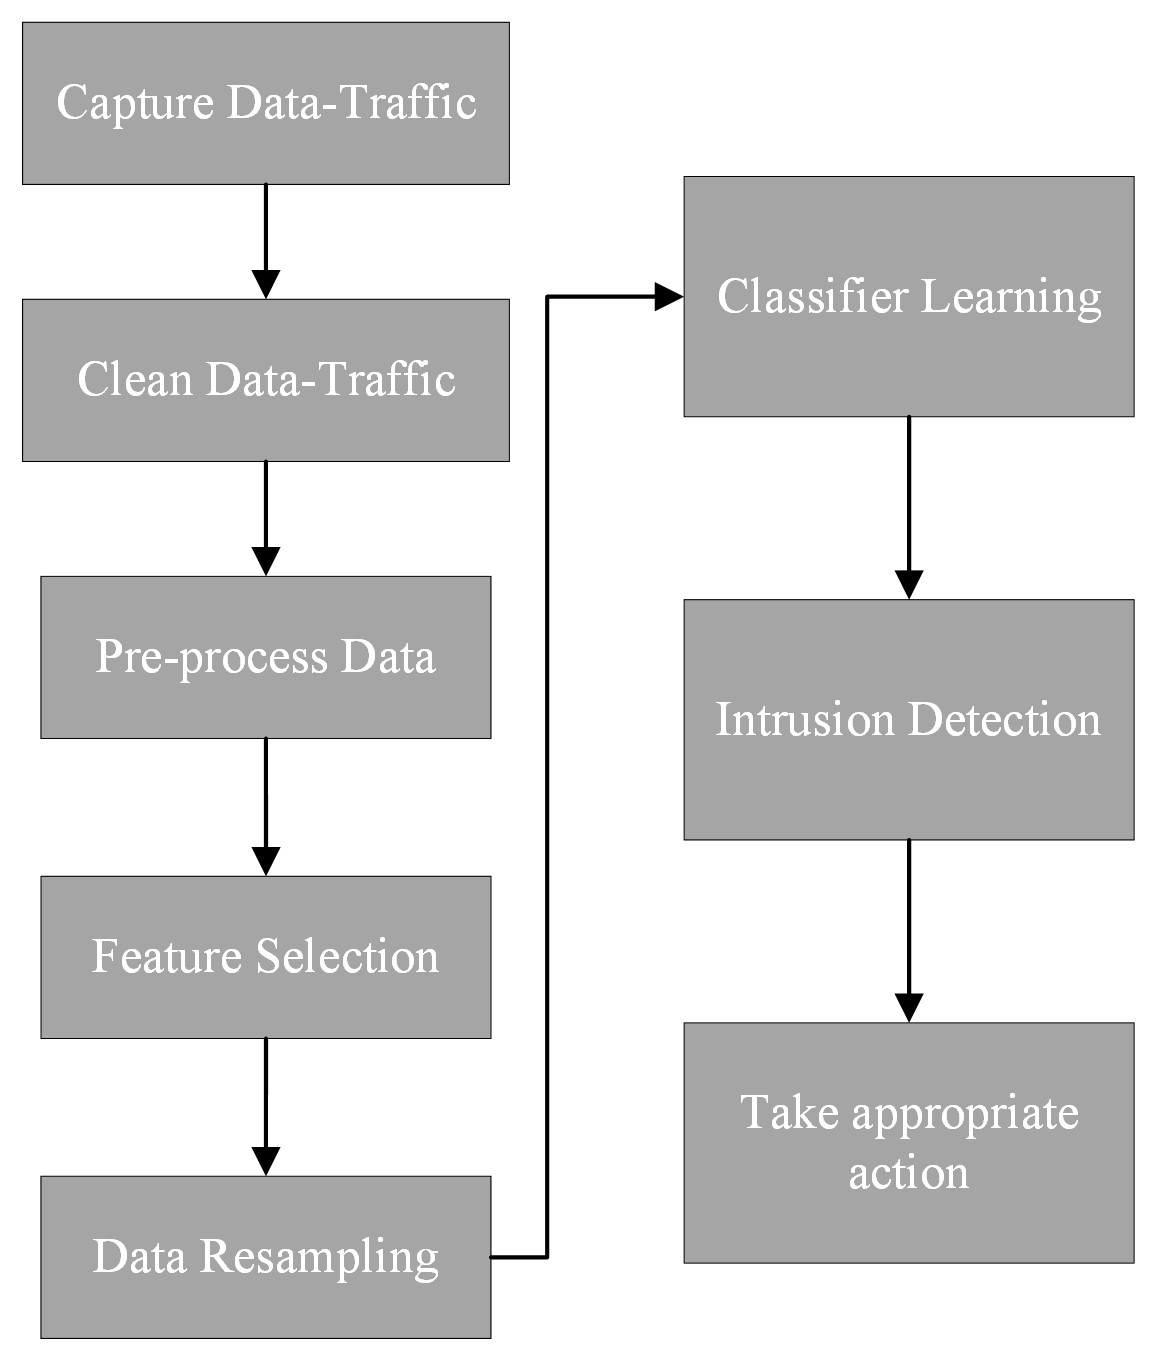 Capture Data-Traffic
Clean Data-Traffic
Pre-process Data
Feature Selection
Data Resampling
Classifier Learning
Intrusion Detection
Take appropriate
action